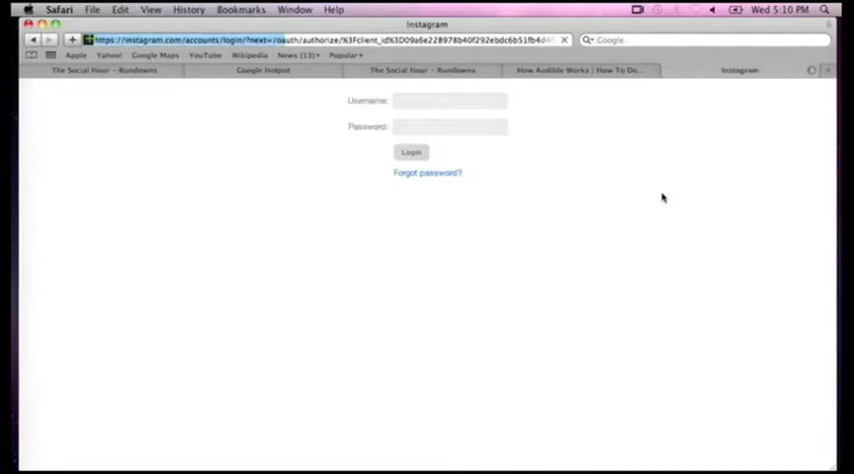 Safari File Edit View History Bookmarks Window Help Wed 5:10 PM
Instagram
Google
Apple Yahoo! Google Maps YouTube Wikipedia News (13) Popular
The Social Hour – Rundowns Google Hotpot The Social Hour – Rundowns How Audible Works | How To Do... Instagram
Username:
Password:
Login
Forgot password?